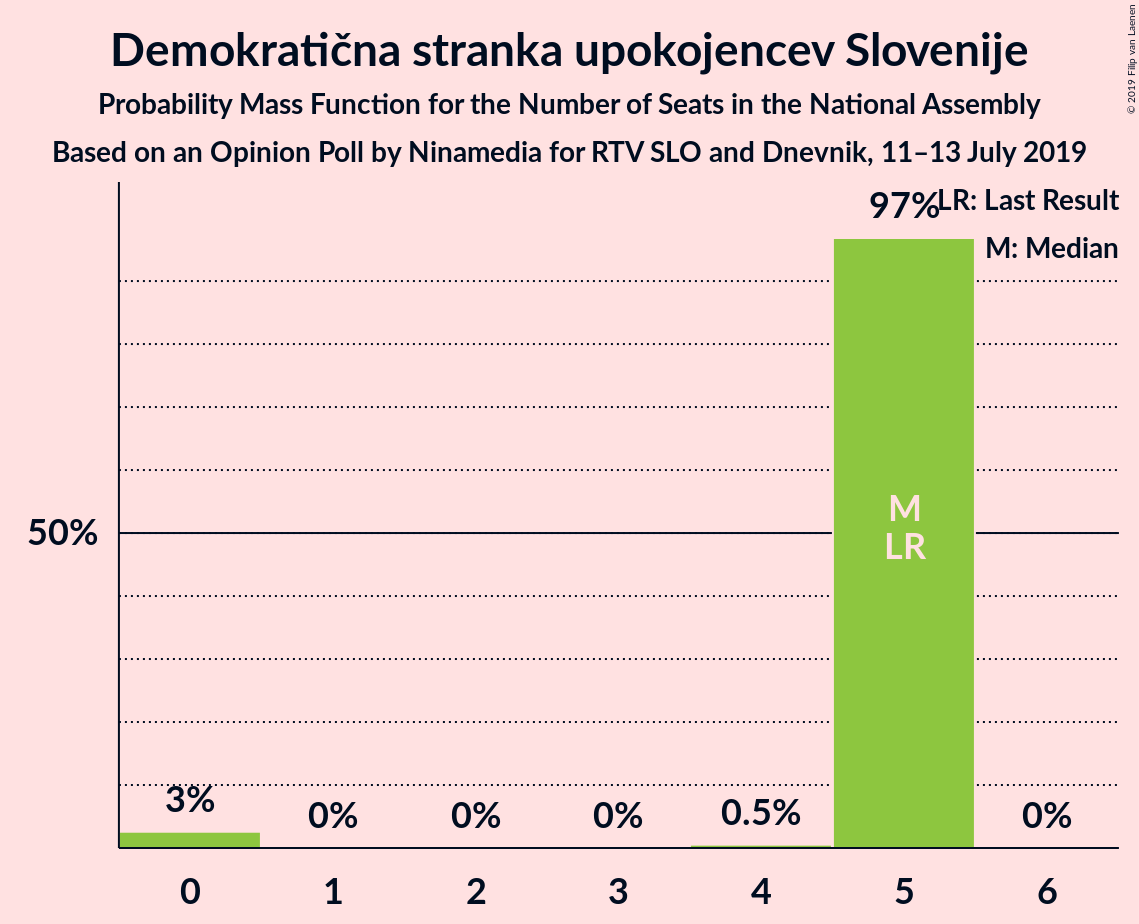 Demokratična stranka upokojencev Slovenije
Probability Mass Function for the Number of Seats in the National Assembly
Based on an Opinion Poll by Ninamedia for RTV SLO and Dnevnik, 11–13 July 2019
© 2019 Filip van Laenen
LR: Last Result
M: Median
97%
50%
M
LR
3%
0%
0%
0%
0.5%
0%
0 1 2 3 4 5 6